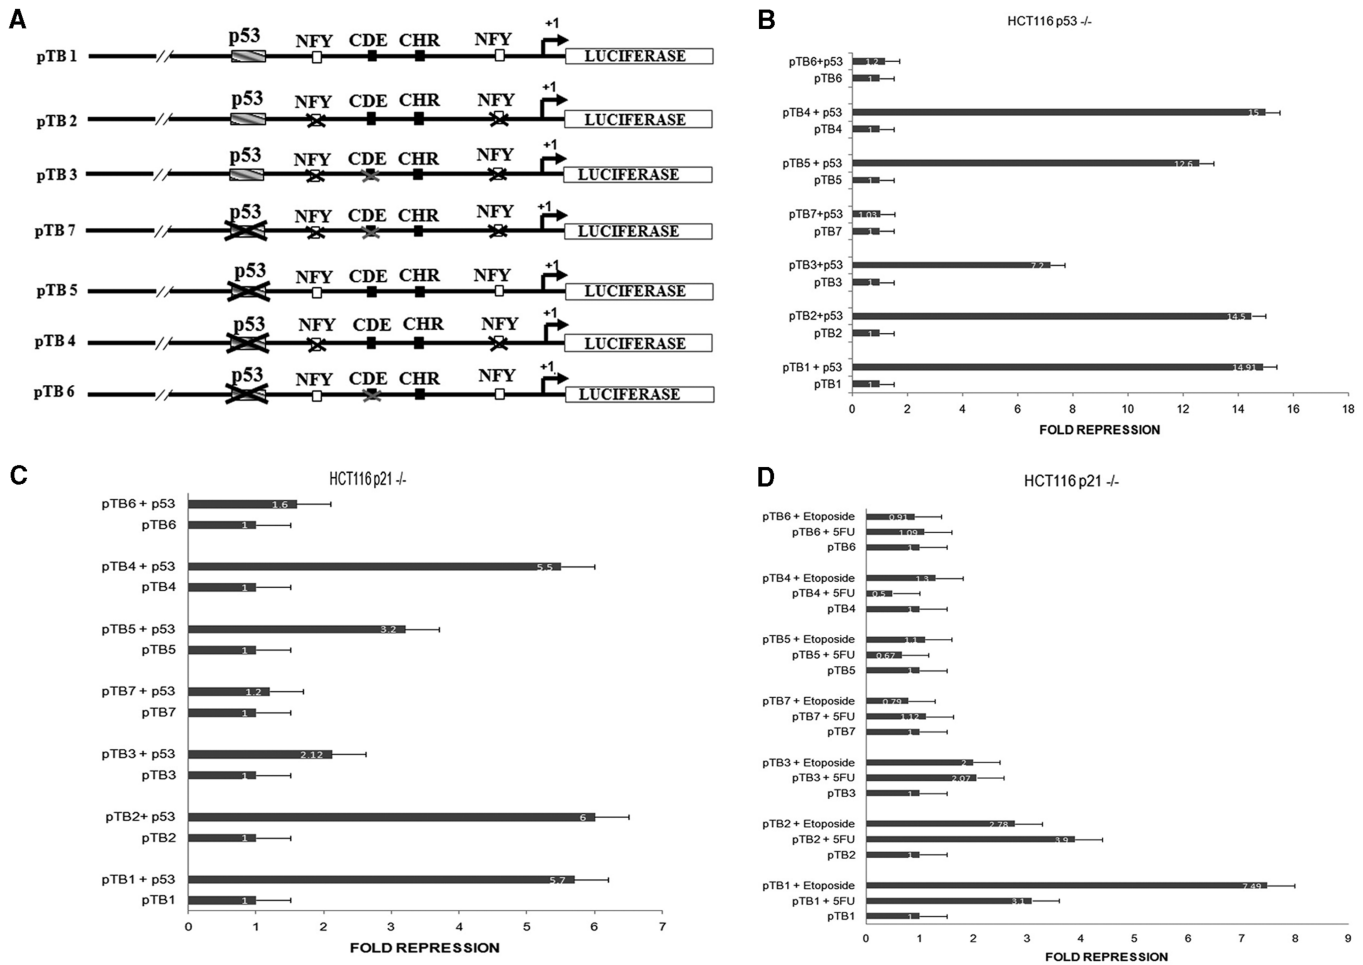 A
p53 NFY CDE CHR NFY +1
pTB 1 LUCIFERASE
p53 NFY CDE CHR NFY +1
pTB 2 LUCIFERASE
p53 NFY CDE CHR NFY +1
pTB 3 LUCIFERASE
p53 NFY CDE CHR NFY +1
pTB 7 LUCIFERASE
p53 NFY CDE CHR NFY +1
pTB 5 LUCIFERASE
p53 NFY CDE CHR NFY +1
pTB 4 LUCIFERASE
p53 NFY CDE CHR NFY +1
pTB 6 LUCIFERASE
B
HCT116 p53 -/-
pTB6+p53 1.2
pTB6 1
pTB4 + p53 15
pTB4 1
pTB5 + p53 12.6
pTB5 1
pTB7+p53 1.03
pTB7 1
pTB3+p53 7.2
pTB3 1
pTB2+p53 14.5
pTB2 1
pTB1 + p53 14.91
pTB1 1
0 2 4 6 8 10 12 14 16 18
FOLD REPRESSION
C
HCT116 p21 -/-
pTB6 + p53 1.6
pTB6 1
pTB4 + p53 5.5
pTB4 1
pTB5 + p53 3.2
pTB5 1
pTB7 + p53 1.2
pTB7 1
pTB3 + p53 2.12
pTB3 1
pTB2+ p53 6
pTB2 1
pTB1 + p53 5.7
pTB1 1
0 1 2 3 4 5 6 7
FOLD REPRESSION
D
HCT116 p21 -/-
pTB6 + Etoposide 0.91
pTB6 + 5FU 1.09
pTB6 1
pTB4 + Etoposide 1.3
pTB4 + 5FU 0.5
pTB4 1
pTB5 + Etoposide 1.1
pTB5 + 5FU 0.67
pTB5 1
pTB7 + Etoposide 0.79
pTB7 + 5FU 1.12
pTB7 1
pTB3 + Etoposide 2
pTB3 + 5FU 2.07
pTB3 1
pTB2 + Etoposide 2.78
pTB2 + 5FU 3.9
pTB2 1
pTB1 + Etoposide 7.49
pTB1 + 5FU 3.1
pTB1 1
0 1 2 3 4 5 6 7 8 9
FOLD REPRESSION